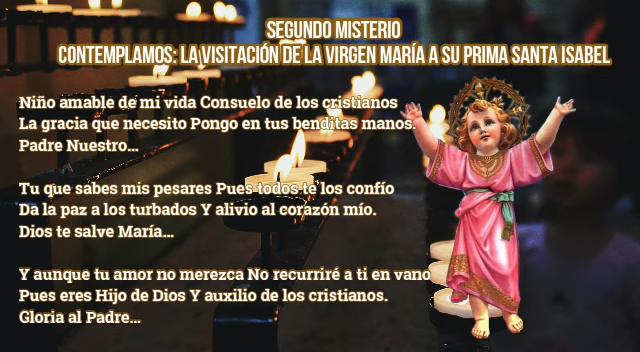 SEGUNDO MISTERIO
CONTEMPLAMOS: LA VISITACIÓN DE LA VIRGEN MARÍA A SU PRIMA SANTA ISABEL
Niño amable de mi vida Consuelo de los cristianos
La gracia que necesito Pongo en tus benditas manos.
Padre Nuestro...
Tu que sabes mis pesares Pues todos te los confío
Da la paz a los turbados Y alivio al corazón mío.
Dios te salve María...
Y aunque tu amor no merezca No recurriré a ti en vano
Pues eres Hijo de Dios Y auxilio de los cristianos.
Gloria al Padre...